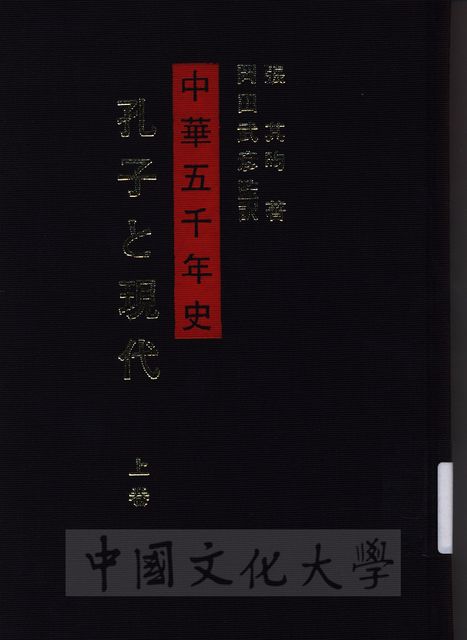 張其昀 著
間田武彦監訳
中華五千年史
孔子と現代
上巻
中國文化大學